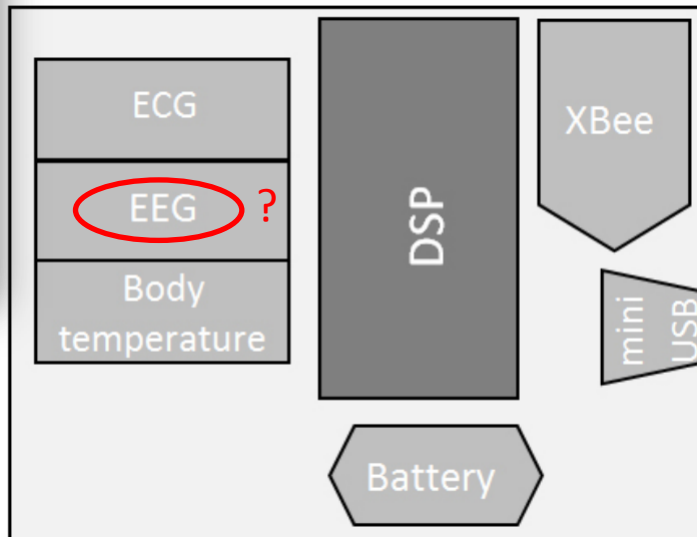 ECG
EEG ?
Body
temperature
DSP
XBee
mini
USB
Battery